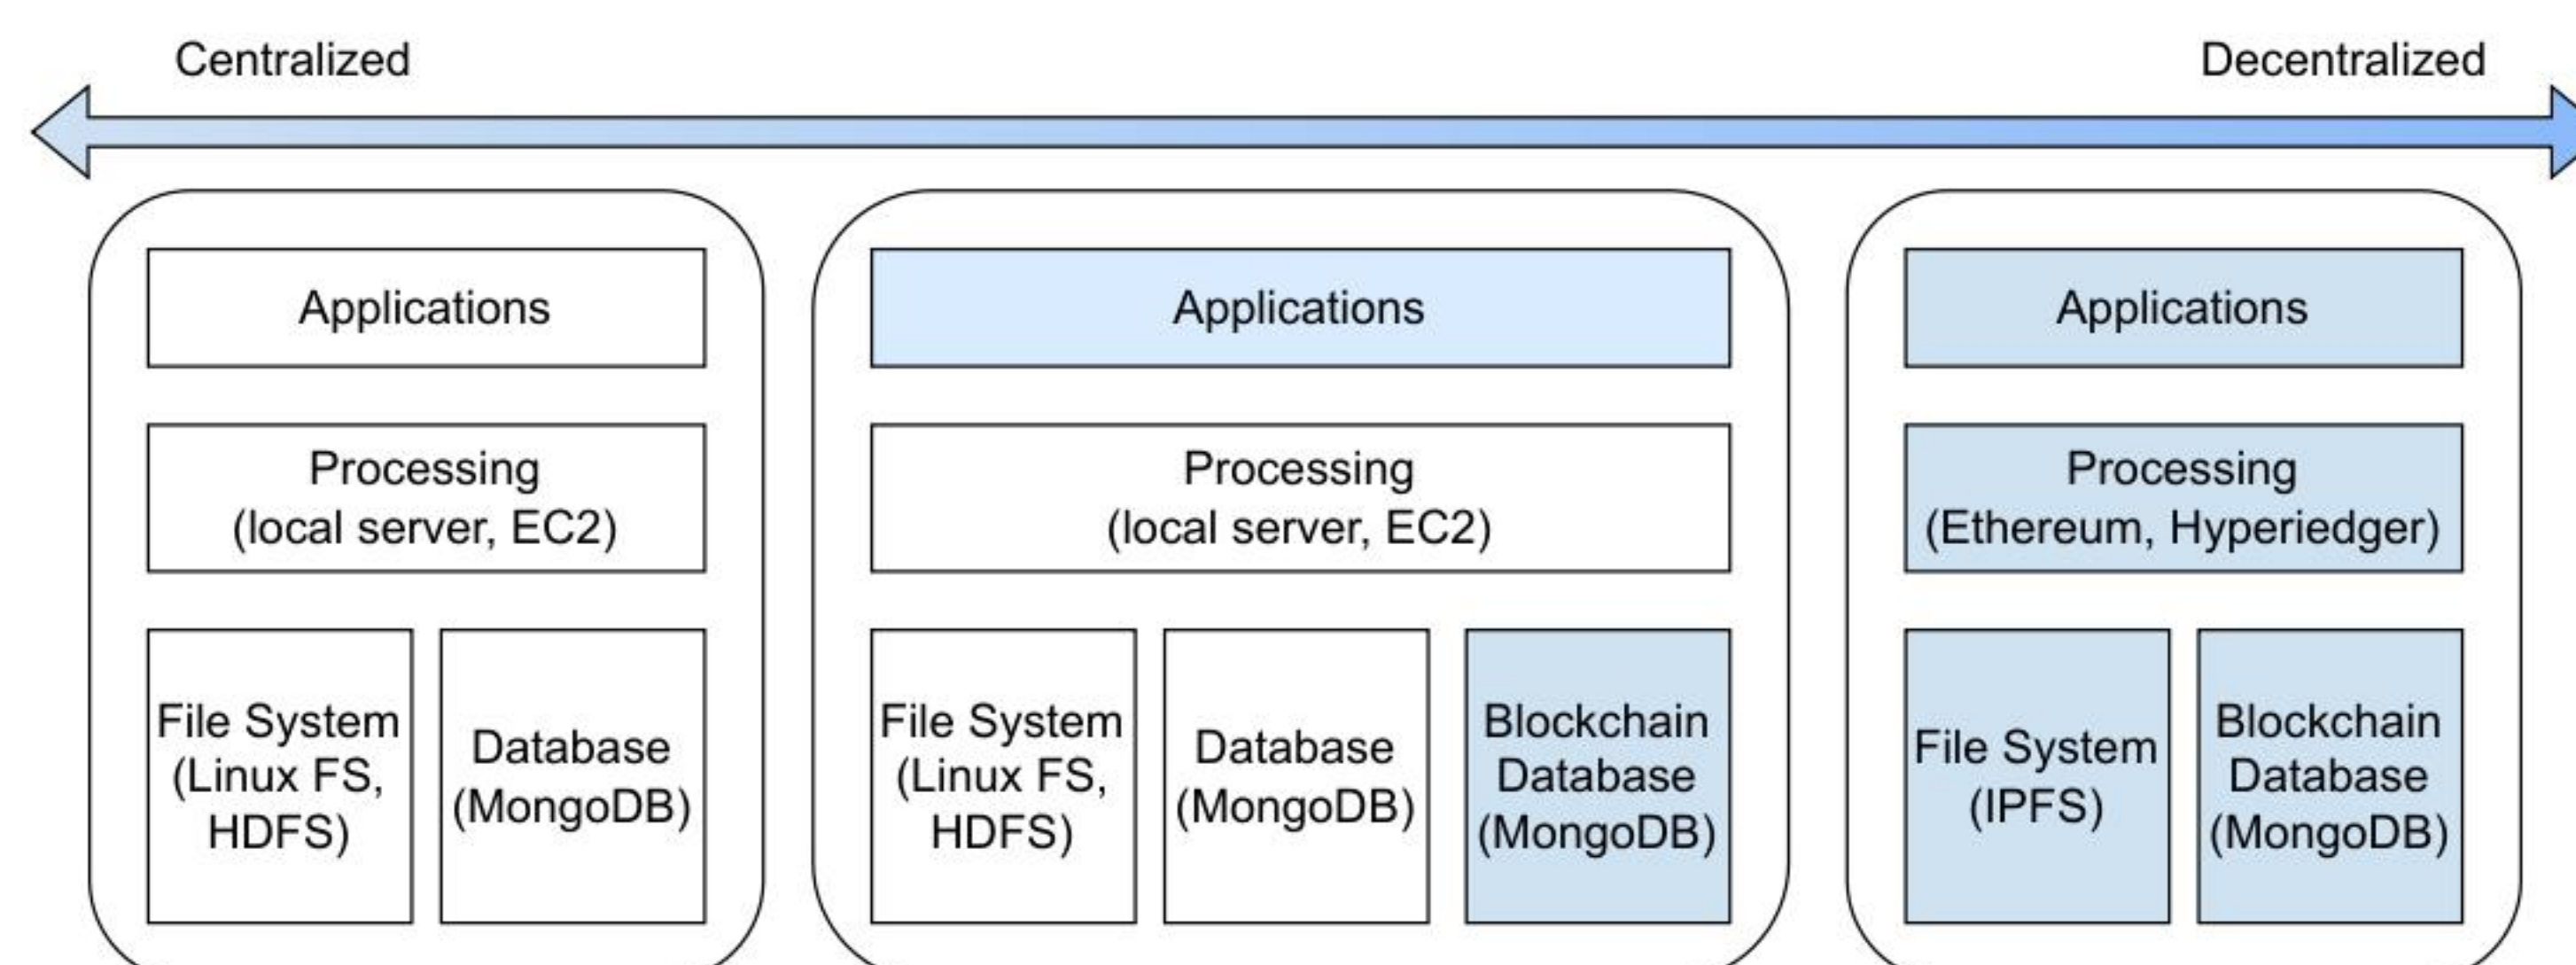 Centralized
Decentralized
Applications
Applications
Applications
Processing
(local server, EC2)
Processing
(local server, EC2)
Processing
(Ethereum, Hyperiedger)
File System
(Linux FS,
HDFS)
Database
(MongoDB)
File System
(Linux FS,
HDFS)
Database
(MongoDB)
Blockchain
Database
(MongoDB)
File System
(IPFS)
Blockchain
Database
(MongoDB)